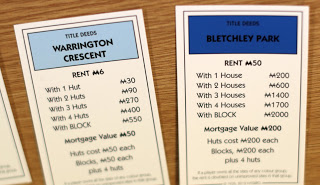 TITLE DEEDS
WARRINGTON
CRESCENT
RENT ₳6
With 1 Hut ₳30
With 2 Huts ₳90
With 3 Huts ₳270
With 4 Huts ₳400
With BLOCK ₳550
Mortgage Value ₳50
Huts cost ₳50 each
Blocks, ₳50 each
plus 4 huts
TITLE DEEDS
BLETCHLEY PARK
RENT ₳50
With 1 Houses ₳200
With 2 Houses ₳600
With 3 Houses ₳1400
With 4 Houses ₳1700
With BLOCK ₳2000
Mortgage Value ₳200
Huts cost ₳200 each
Blocks, ₳200 each
plus 4 huts